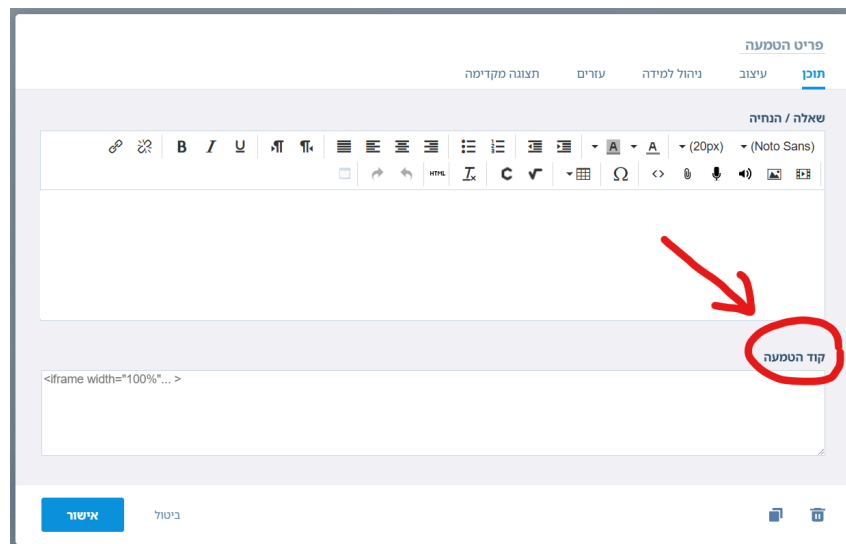 פריט הטמעה
תוכן עיצוב ניהול למידה עזרים תצוגה מקדימה
שאלה / הנחיה
(Noto Sans) (20px) A A U I B
Ω HTML
קוד הטמעה
<iframe width="100%"... >
ביטול אישור